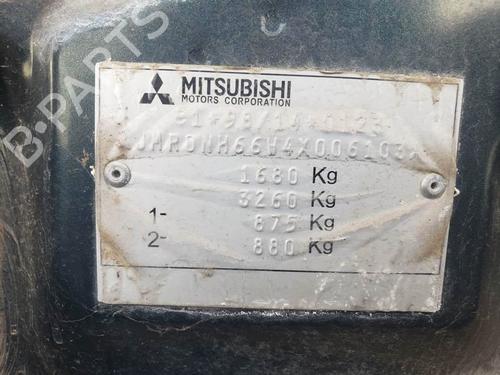 B-PARTS
MITSUBISHI
MOTORS CORPORATION
1680 Kg
3260 Kg
1- 875 Kg
2- 880 Kg